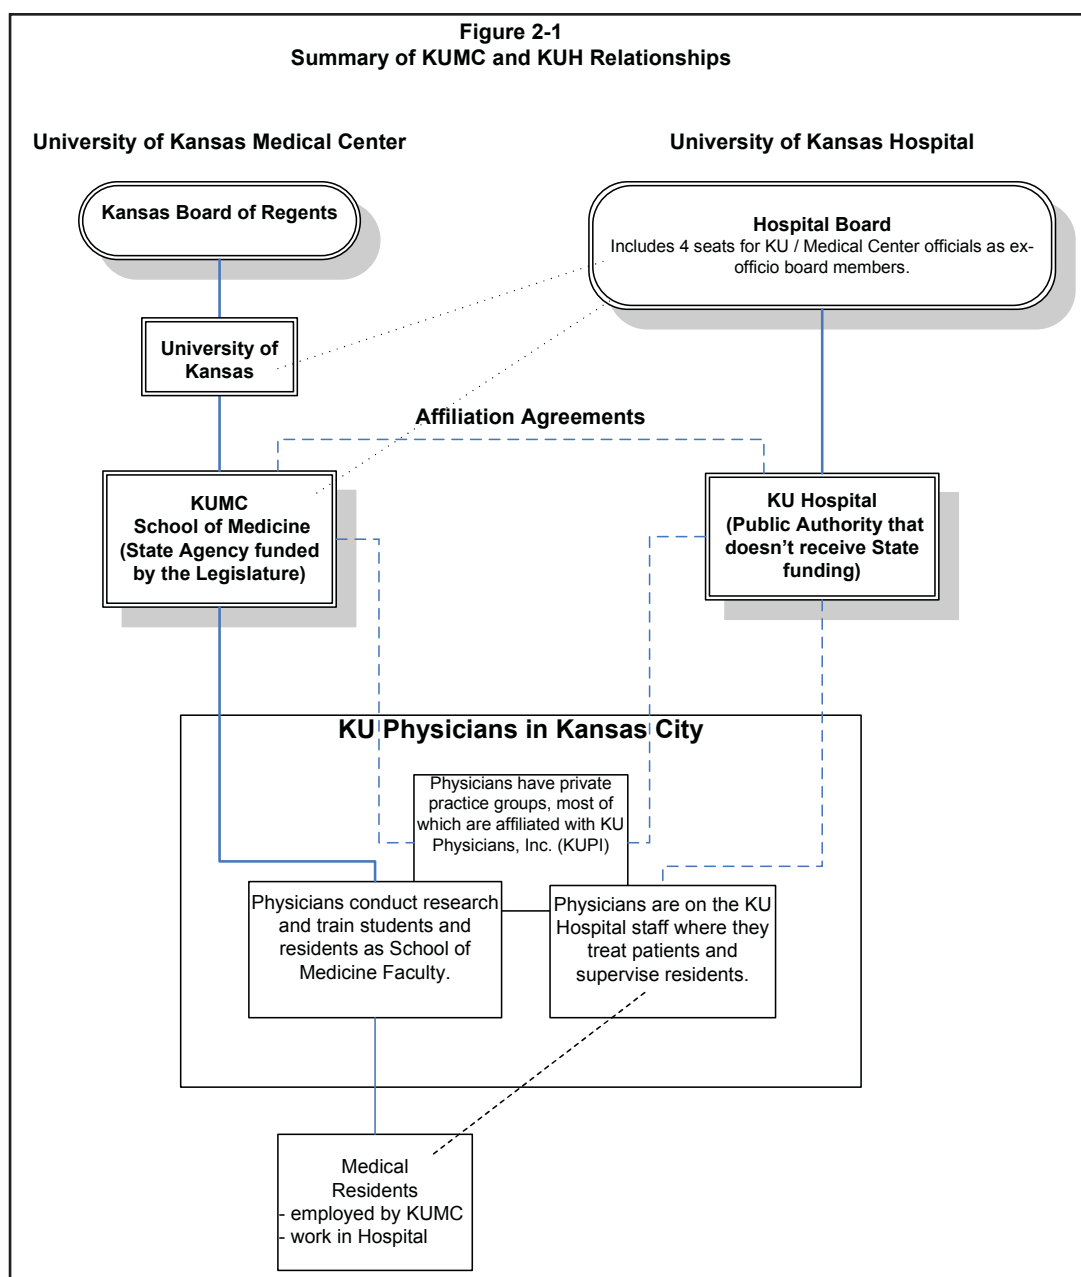 Figure 2-1
Summary of KUMC and KUH Relationships
University of Kansas Medical Center
University of Kansas Hospital
Kansas Board of Regents
Hospital Board
Includes 4 seats for KU / Medical Center officials as ex-
officio board members.
University of
Kansas
Affiliation Agreements
KUMC
School of Medicine
(State Agency funded
by the Legislature)
KU Hospital
(Public Authority that
doesn’t receive State
funding)
KU Physicians in Kansas City
Physicians have private
practice groups, most of
which are affiliated with KU
Physicians, Inc. (KUPI)
Physicians conduct research
and train students and
residents as School of
Medicine Faculty.
Physicians are on the KU
Hospital staff where they
treat patients and
supervise residents.
Medical
Residents
- employed by KUMC
- work in Hospital